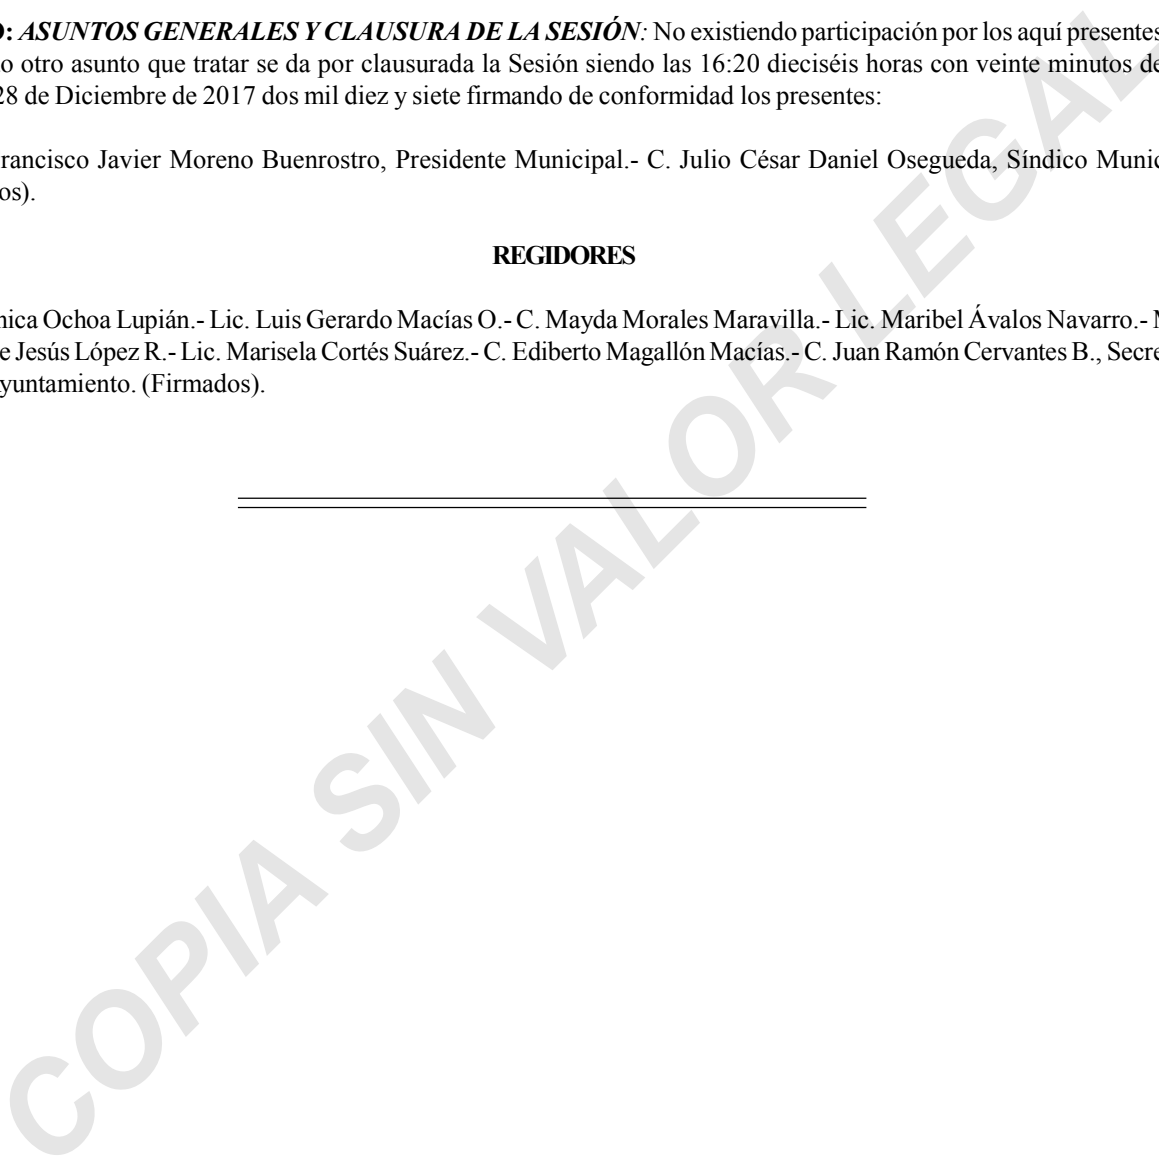 O: ASUNTOS GENERALES Y CLAUSURA DE LA SESIÓN: No existiendo participación por los aquí presentes
o otro asunto que tratar se da por clausurada la Sesión siendo las 16:20 dieciséis horas con veinte minutos de
28 de Diciembre de 2017 dos mil diez y siete firmando de conformidad los presentes:
rancisco Javier Moreno Buenrostro, Presidente Municipal.- C. Julio César Daniel Osegueda, Síndico Munic
os).
REGIDORES
nica Ochoa Lupián.- Lic. Luis Gerardo Macías O.- C. Mayda Morales Maravilla.- Lic. Maribel Ávalos Navarro.- M
e Jesús López R.- Lic. Marisela Cortés Suárez.- C. Ediberto Magallón Macías.- C. Juan Ramón Cervantes B., Secre
yuntamiento. (Firmados).
COPIA SIN VALOR LEGAL